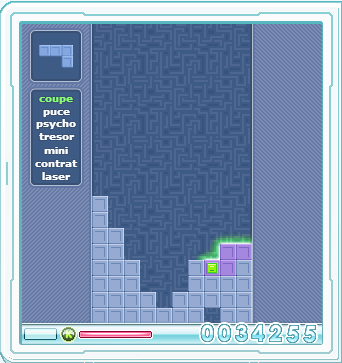 coupe
puce
psycho
tresor
mini
contrat
laser
0034255